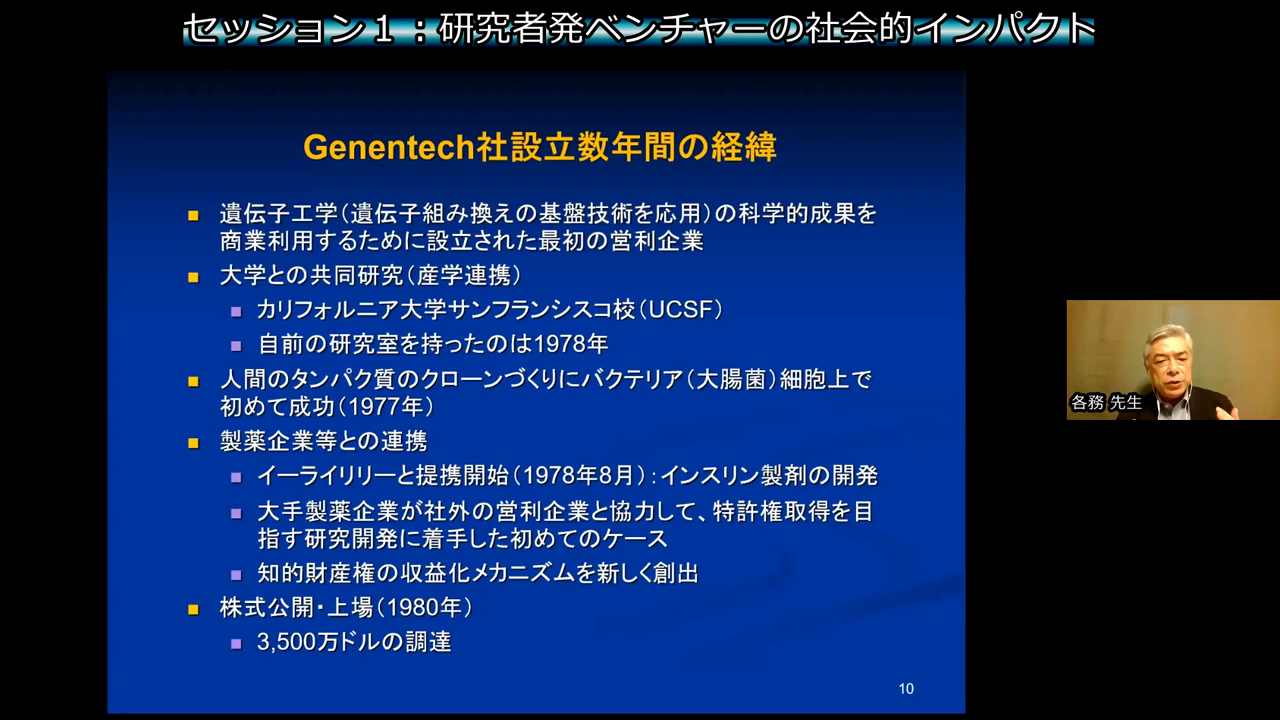 セッション１：研究者発ベンチャーの社会的インパクト
Genentech社設立数年間の経緯
遺伝子工学（遺伝子組み換えの基盤技術を応用）の科学的成果を
商業利用するために設立された最初の営利企業
大学との共同研究（産学連携）
カリフォルニア大学サンフランシスコ校（UCSF）
自前の研究室を持ったのは1978年
人間のタンパク質のクローンづくりにバクテリア（大腸菌）細胞上で
初めて成功（1977年）
製薬企業等との連携
イーライリリーと提携開始（1978年8月）：インスリン製剤の開発
大手製薬企業が社外の営利企業と協力して、特許権取得を目
指す研究開発に着手した初めてのケース
知的財産権の収益化メカニズムを新しく創出
株式公開・上場（1980年）
3,500万ドルの調達
10
各務 先生